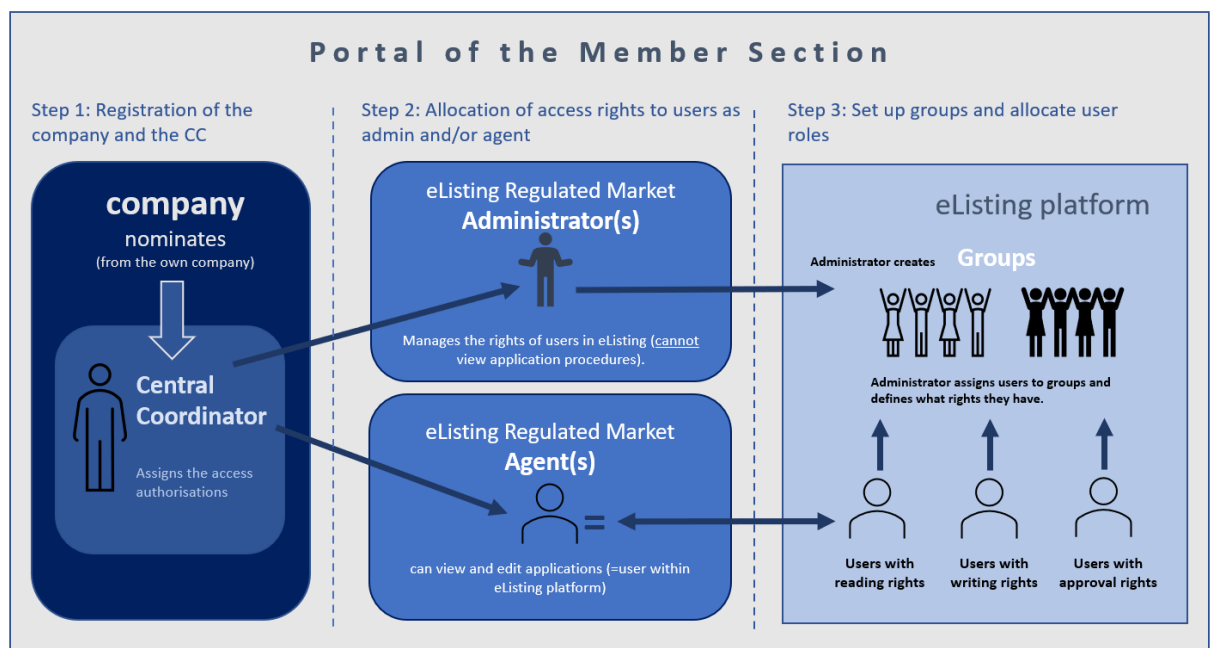 Portal of the Member Section
Step 1: Registration of the
company and the CC
company
nominates
(from the own company)
Central
Coordinator
Assigns the access
authorisations
Step 2: Allocation of access rights to users as
admin and/or agent
eListing Regulated Market
Administrator(s)
Manages the rights of users in eListing (cannot
view application procedures).
eListing Regulated Market
Agent(s)
=
can view and edit applications (=user within
eListing platform)
Step 3: Set up groups and allocate user
roles
eListing platform
Administrator creates Groups
Administrator assigns users to groups and
defines what rights they have.
Users with
reading rights
Users with
writing rights
Users with
approval rights